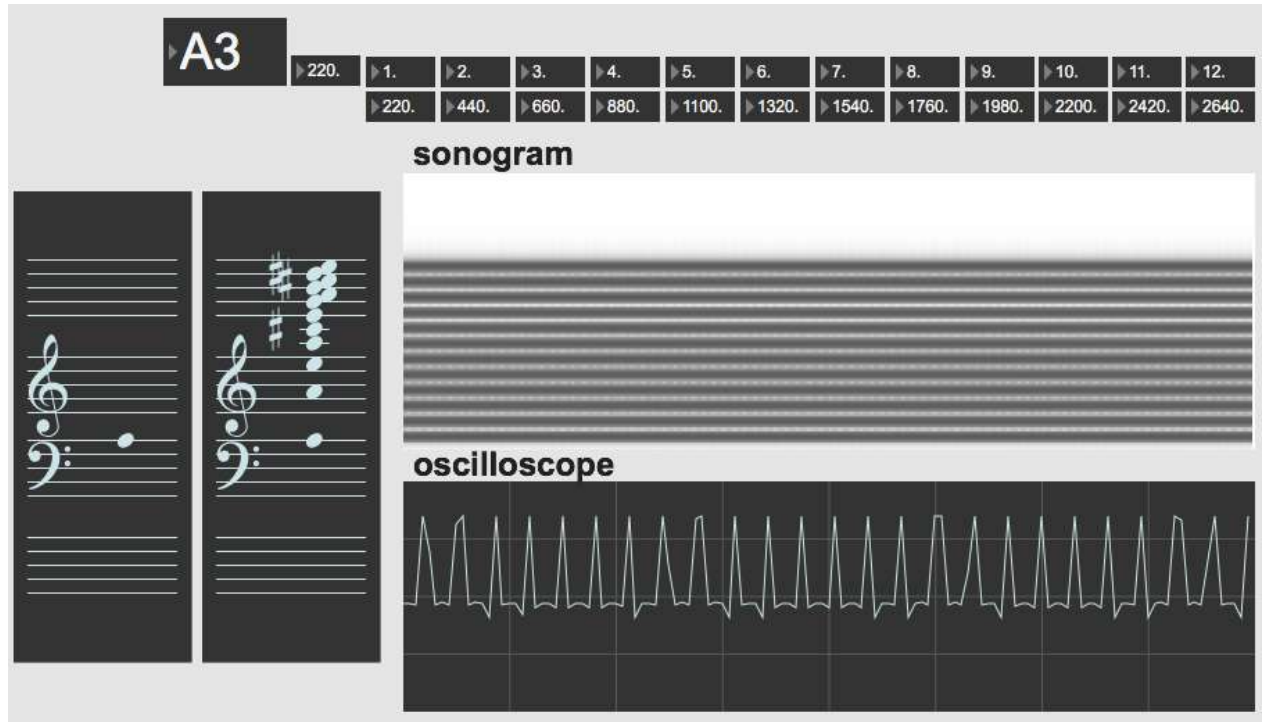 A3
220. 1. 2. 3. 4. 5. 6. 7. 8. 9. 10. 11. 12.
220. 440. 660. 880. 1100. 1320. 1540. 1760. 1980. 2200. 2420. 2640.
sonogram
oscilloscope